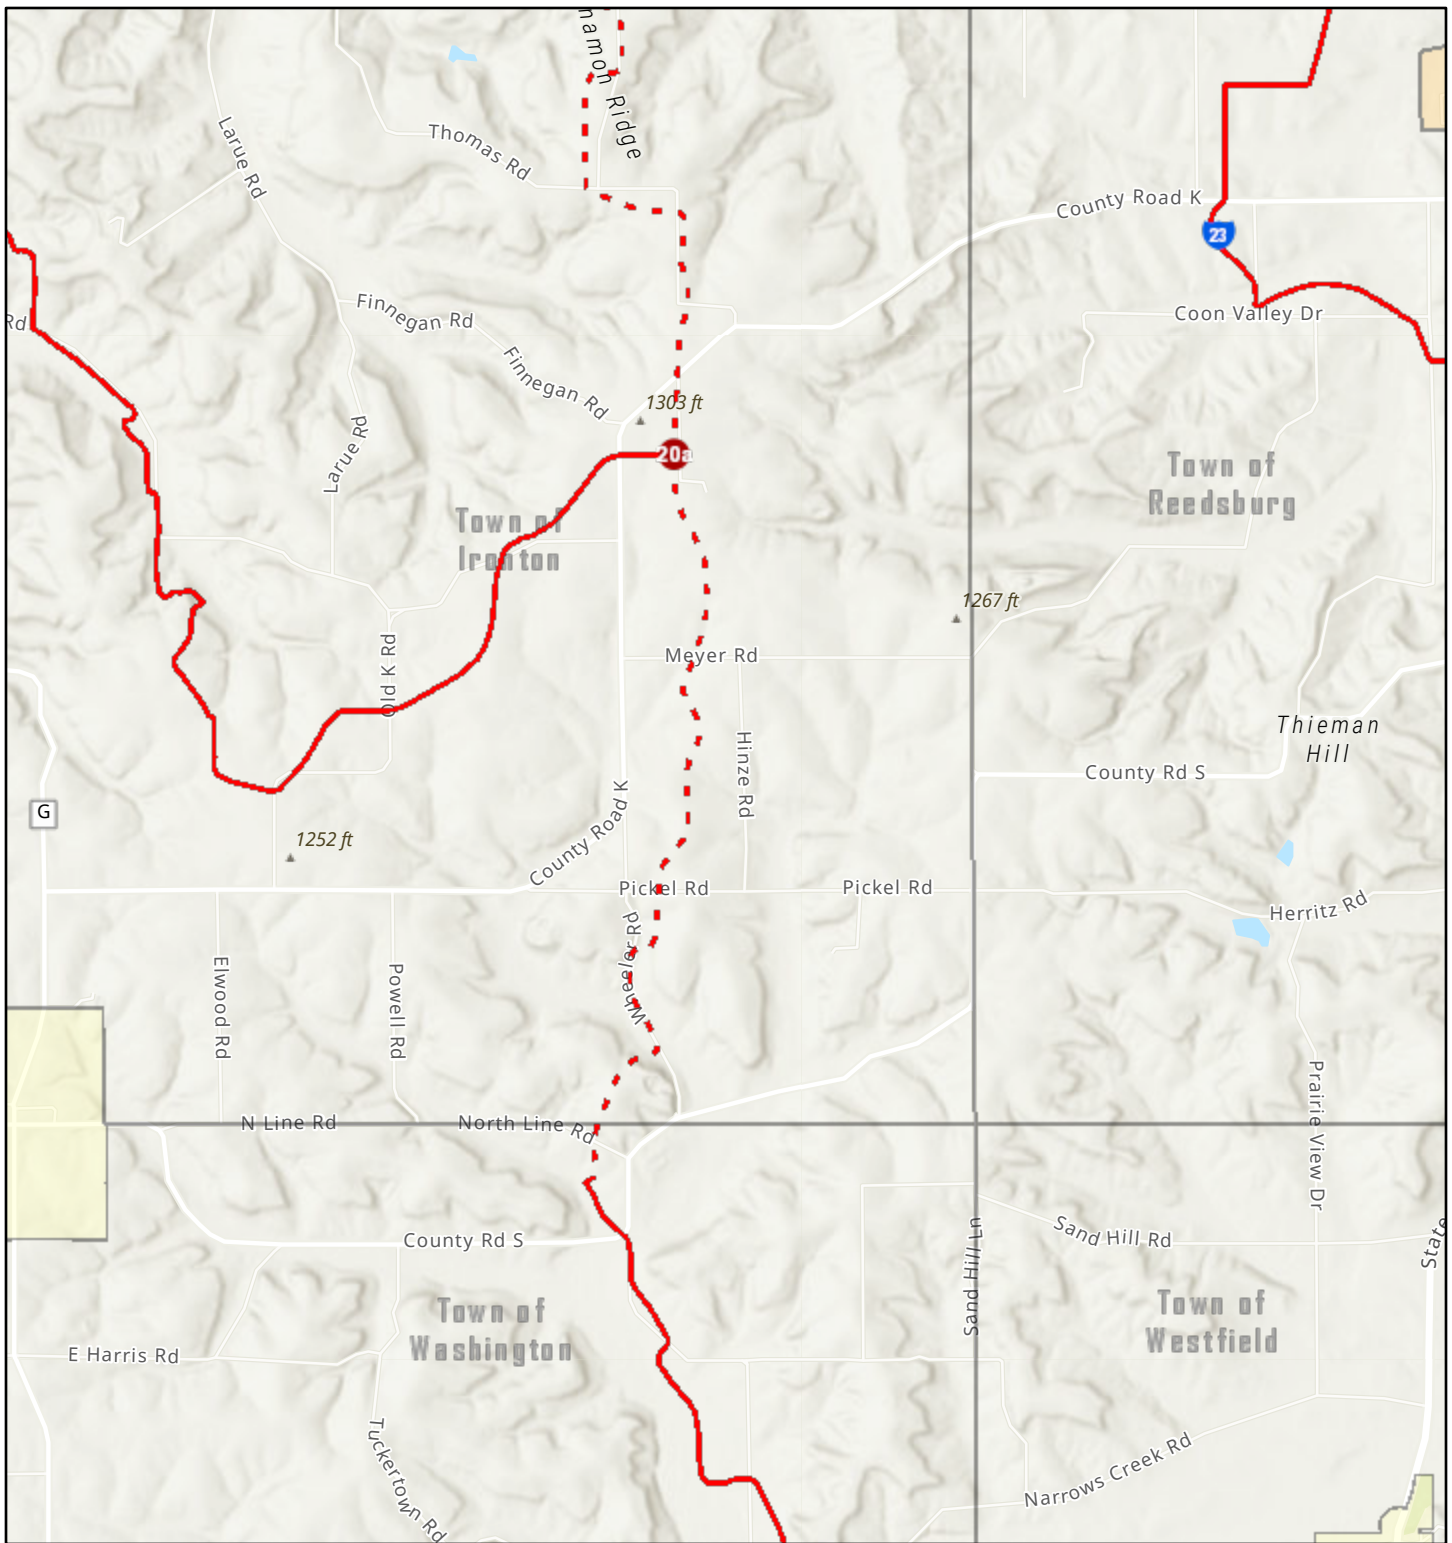 namon Ridge
Larue Rd
Thomas Rd
County Road K
23
Rd
Finnegan Rd
Coon Valley Dr
Finnegan Rd
1303 ft
Larue Rd
20a
Town of
Reedsburg
Town of
Ironton
1267 ft
Old K Rd
Meyer Rd
Thieman
Hill
Hinze Rd
County Rd S
G
County Road K
1252 ft
Pickel Rd
Pickel Rd
Herritz Rd
Wheeler Rd
Elwood Rd
Powell Rd
Prairie View Dr
N Line Rd
North Line Rd
County Rd S
Sand Hill Ln
Sand Hill Rd
State
Town of
Washington
Town of
Westfield
E Harris Rd
Tuckertown Rd
Narrows Creek Rd